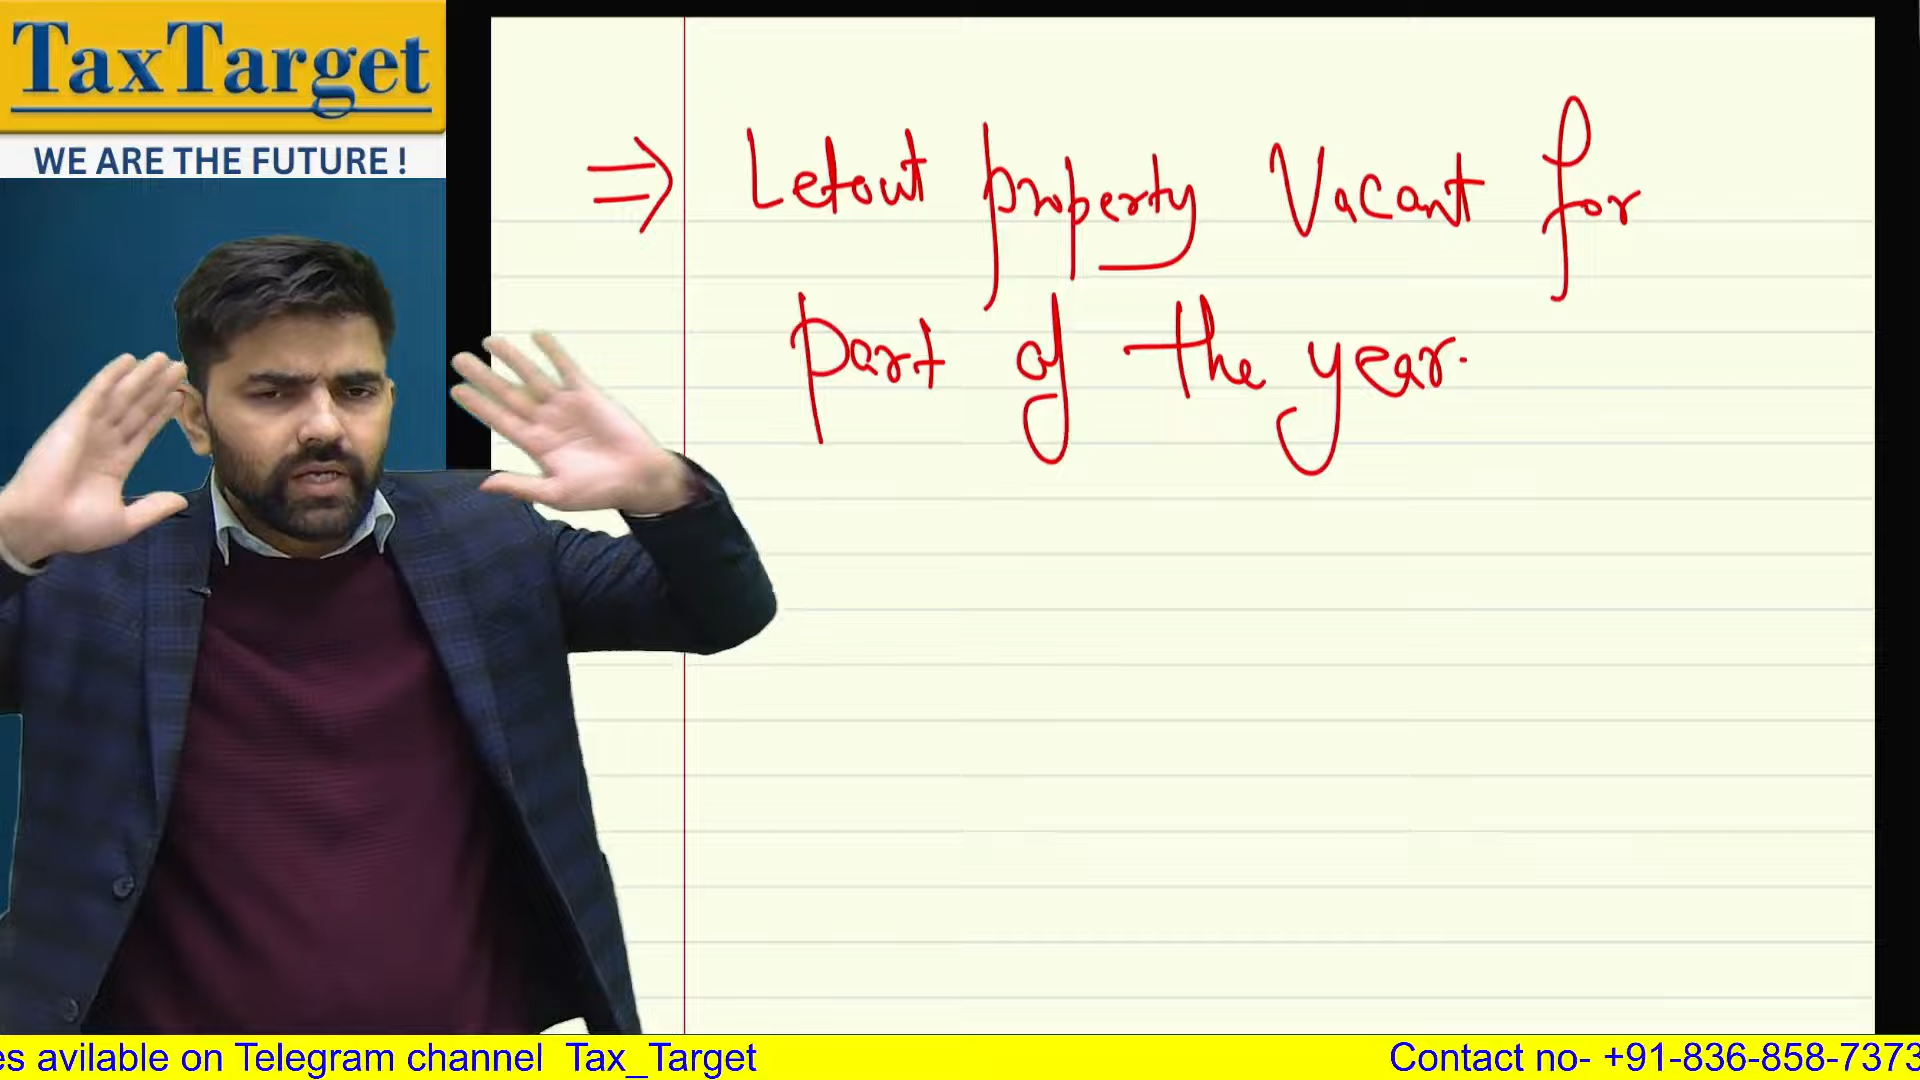 TaxTarget
WE ARE THE FUTURE !
⇒ Letout property Vacant for
part of the year.
es avilable on Telegram channel Tax_Target
Contact no- +91-836-858-7373